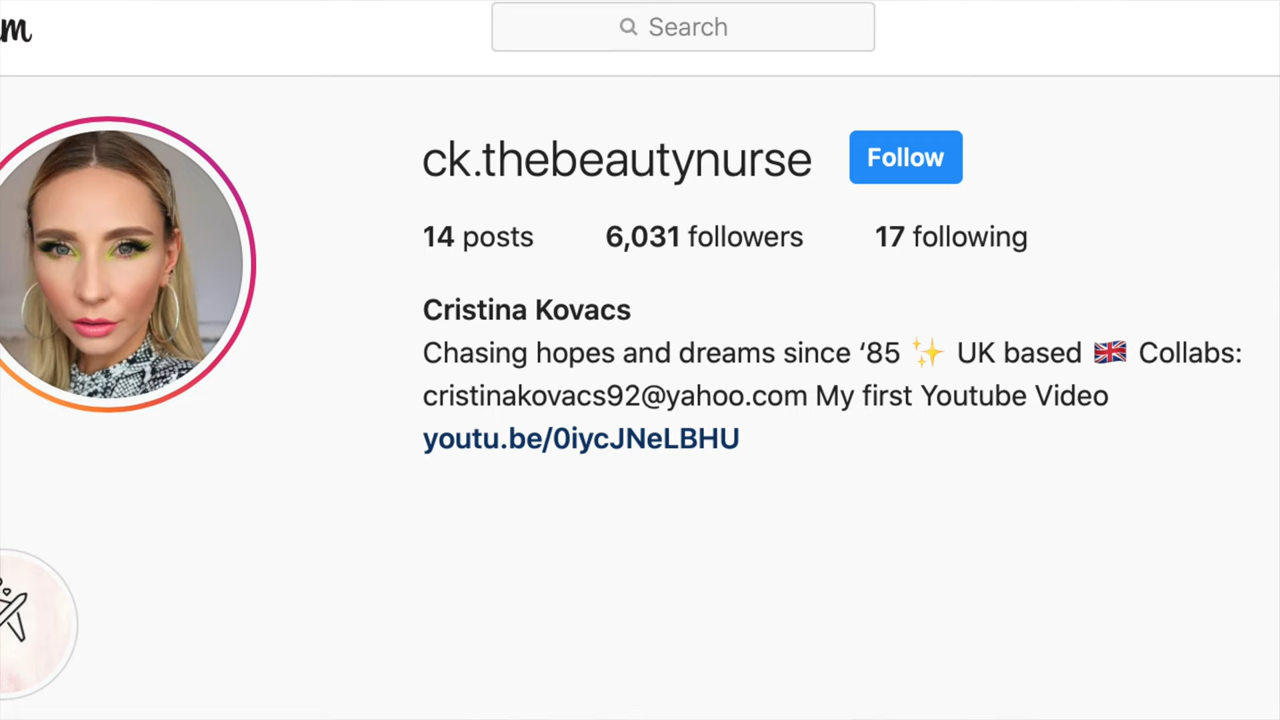 m
Search
ck.thebeautynurse Follow
14 posts 6,031 followers 17 following
Cristina Kovacs
Chasing hopes and dreams since ‘85 ✨ UK based 🇬🇧 Collabs:
cristinakovacs92@yahoo.com My first Youtube Video
youtu.be/0iycJNeLBHU